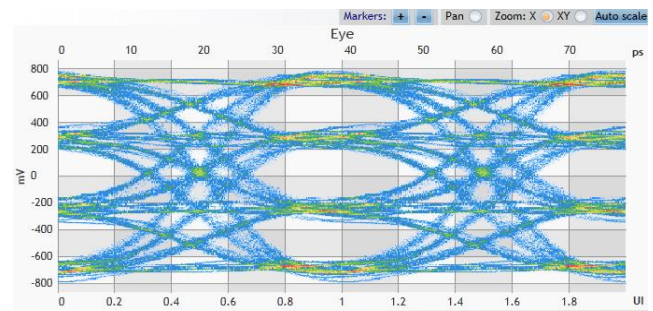 Markers: + - Pan Zoom: X XY Auto scale
Eye
0 10 20 30 40 50 60 70 ps
800
600
400
200
0
-200
-400
-600
-800
mV
0 0.2 0.4 0.6 0.8 1 1.2 1.4 1.6 1.8 UI